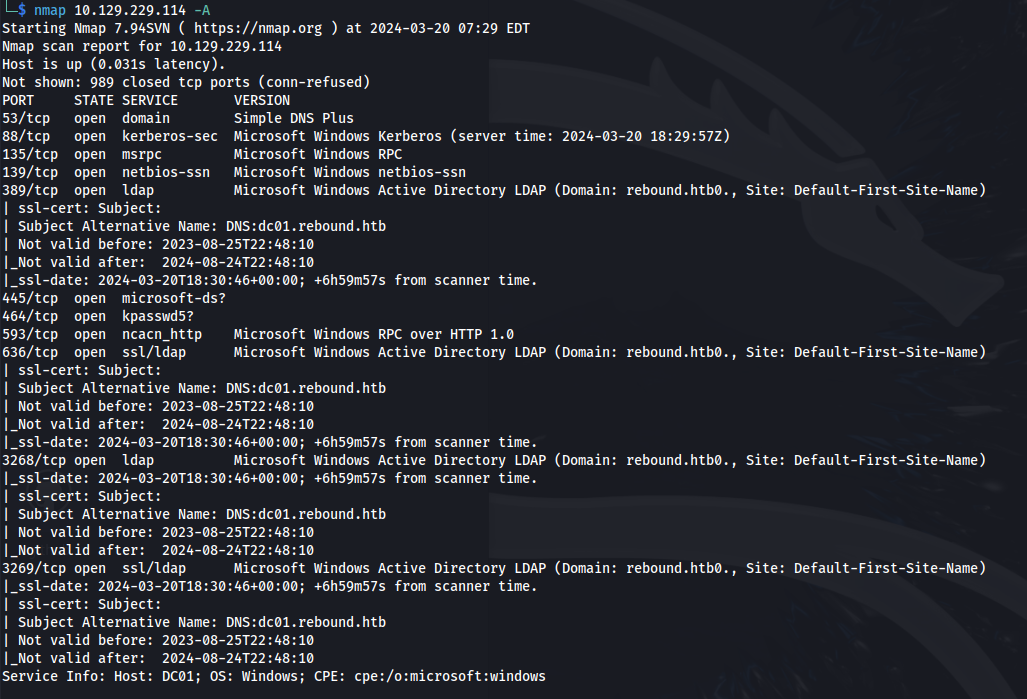 └─$ nmap 10.129.229.114 -A
Starting Nmap 7.94SVN ( https://nmap.org ) at 2024-03-20 07:29 EDT
Nmap scan report for 10.129.229.114
Host is up (0.031s latency).
Not shown: 989 closed tcp ports (conn-refused)
PORT     STATE SERVICE       VERSION
53/tcp   open  domain        Simple DNS Plus
88/tcp   open  kerberos-sec  Microsoft Windows Kerberos (server time: 2024-03-20 18:29:57Z)
135/tcp  open  msrpc         Microsoft Windows RPC
139/tcp  open  netbios-ssn   Microsoft Windows netbios-ssn
389/tcp  open  ldap          Microsoft Windows Active Directory LDAP (Domain: rebound.htb0., Site: Default-First-Site-Name)
| ssl-cert: Subject:
| Subject Alternative Name: DNS:dc01.rebound.htb
| Not valid before: 2023-08-25T22:48:10
|_Not valid after:  2024-08-24T22:48:10
|_ssl-date: 2024-03-20T18:30:46+00:00; +6h59m57s from scanner time.
445/tcp  open  microsoft-ds?
464/tcp  open  kpasswd5?
593/tcp  open  ncacn_http    Microsoft Windows RPC over HTTP 1.0
636/tcp  open  ssl/ldap      Microsoft Windows Active Directory LDAP (Domain: rebound.htb0., Site: Default-First-Site-Name)
| ssl-cert: Subject:
| Subject Alternative Name: DNS:dc01.rebound.htb
| Not valid before: 2023-08-25T22:48:10
|_Not valid after:  2024-08-24T22:48:10
|_ssl-date: 2024-03-20T18:30:46+00:00; +6h59m57s from scanner time.
3268/tcp open  ldap          Microsoft Windows Active Directory LDAP (Domain: rebound.htb0., Site: Default-First-Site-Name)
|_ssl-date: 2024-03-20T18:30:46+00:00; +6h59m57s from scanner time.
| ssl-cert: Subject:
| Subject Alternative Name: DNS:dc01.rebound.htb
| Not valid before: 2023-08-25T22:48:10
|_Not valid after:  2024-08-24T22:48:10
3269/tcp open  ssl/ldap      Microsoft Windows Active Directory LDAP (Domain: rebound.htb0., Site: Default-First-Site-Name)
|_ssl-date: 2024-03-20T18:30:46+00:00; +6h59m57s from scanner time.
| ssl-cert: Subject:
| Subject Alternative Name: DNS:dc01.rebound.htb
| Not valid before: 2023-08-25T22:48:10
|_Not valid after:  2024-08-24T22:48:10
Service Info: Host: DC01; OS: Windows; CPE: cpe:/o:microsoft:windows